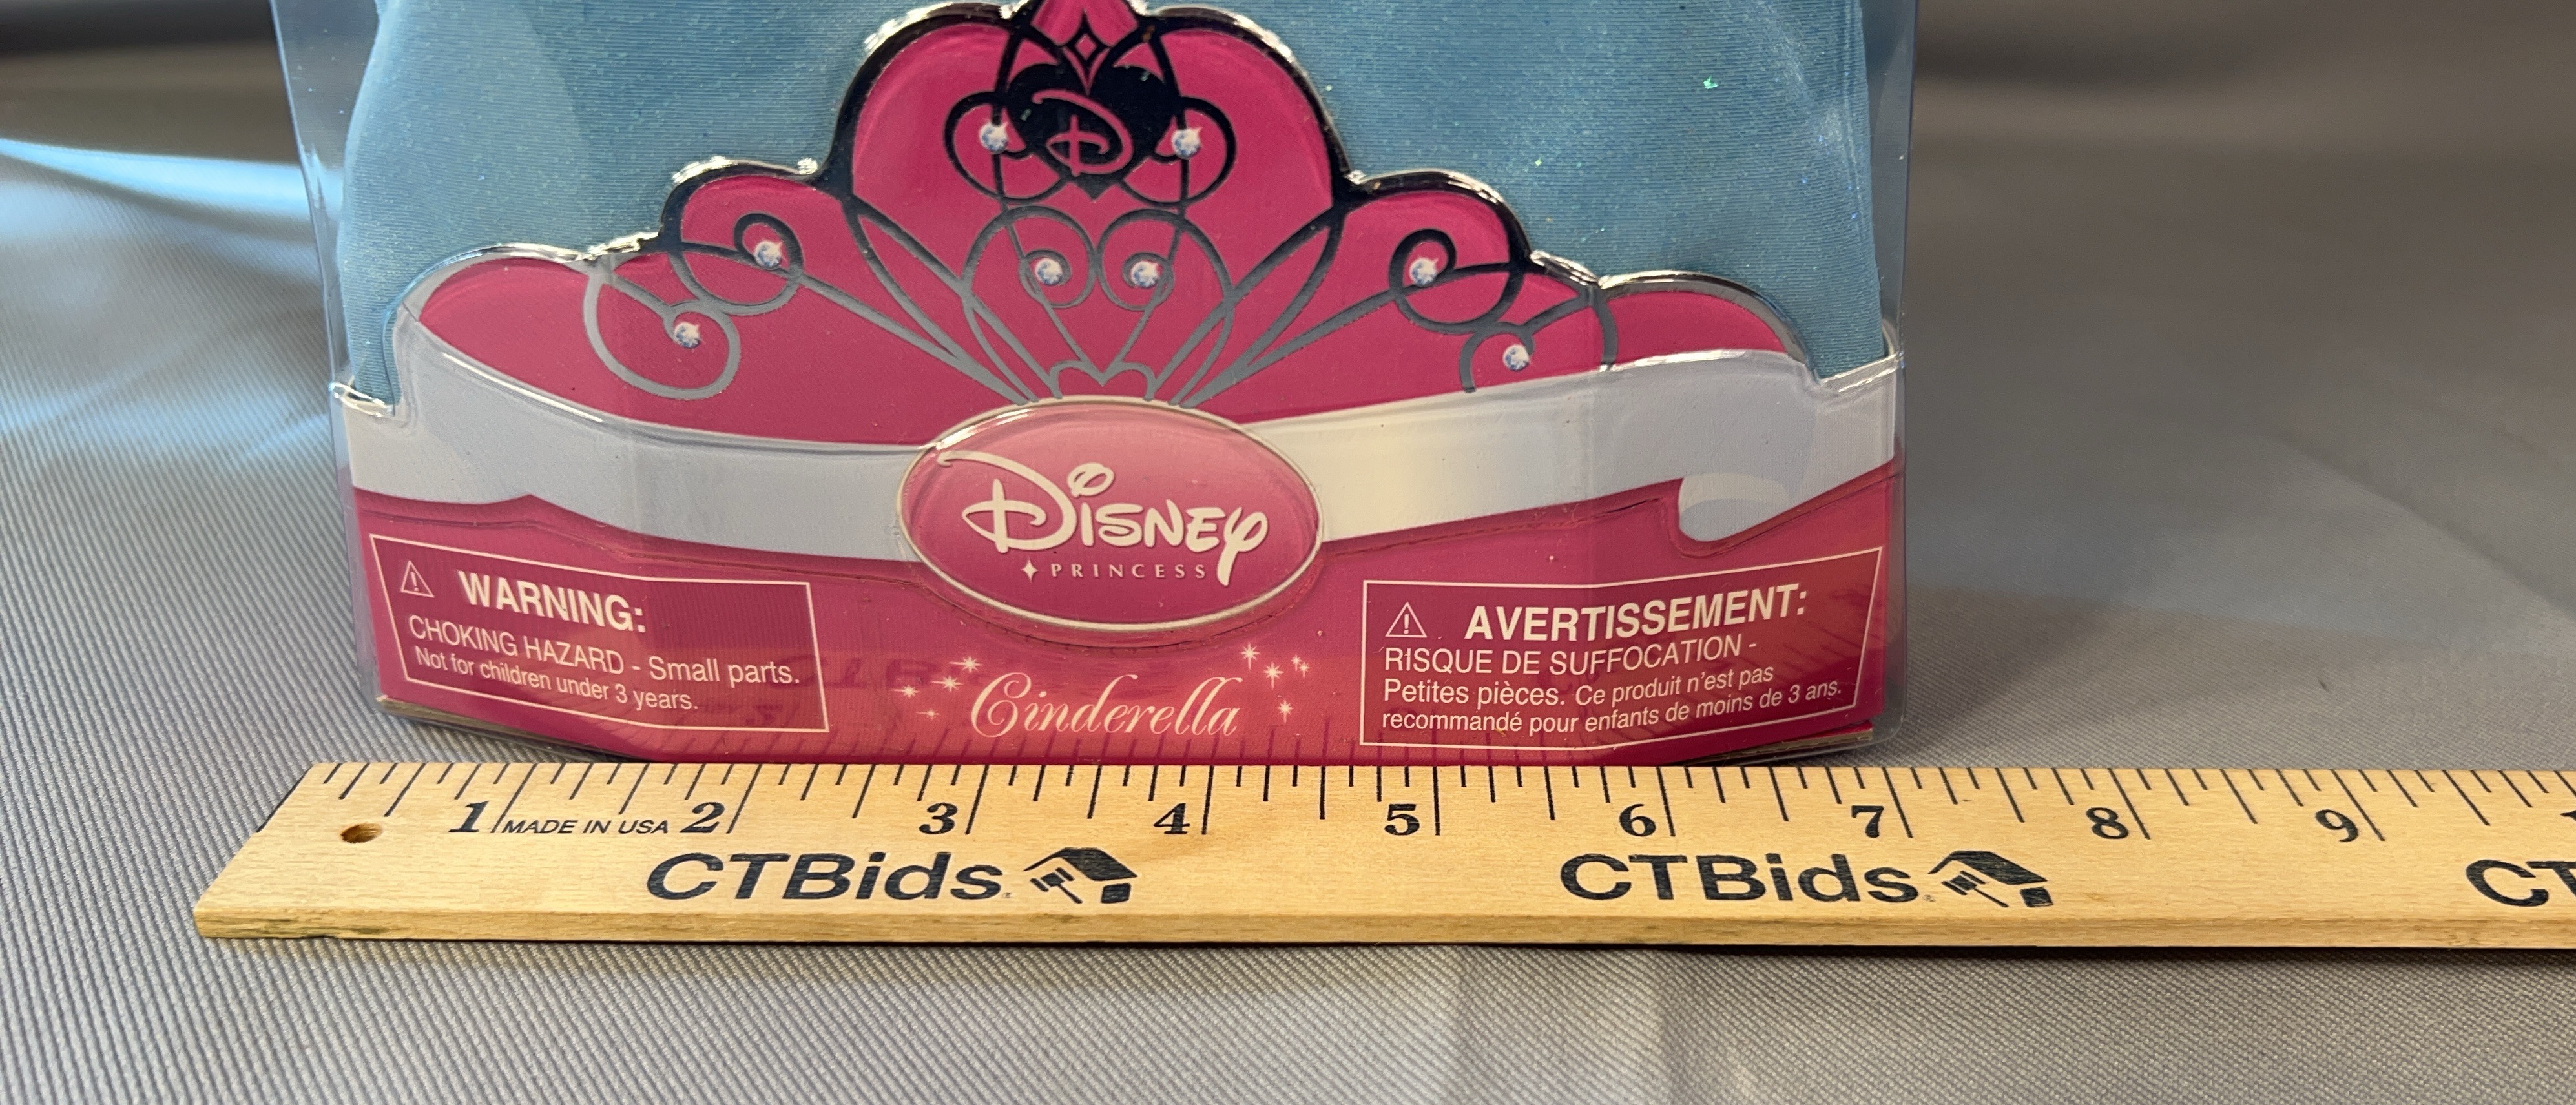 D
Disney
PRINCESS
WARNING:
CHOKING HAZARD - Small parts.
Not for children under 3 years.
Cinderella
AVERTISSEMENT:
RISQUE DE SUFFOCATION -
Petites pièces. Ce produit n'est pas
recommandé pour enfants de moins de 3 ans.
1 2 3 4 5 6 7 8 9
MADE IN USA
CTBids CTBids CT